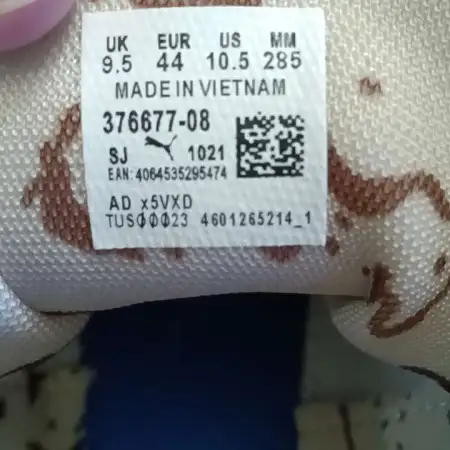 UK EUR US MM
9.5 44 10.5 285
MADE IN VIETNAM
376677-08
SJ 1021
EAN: 4064535295474
AD x5VXD
TUS00023 4601265214_1